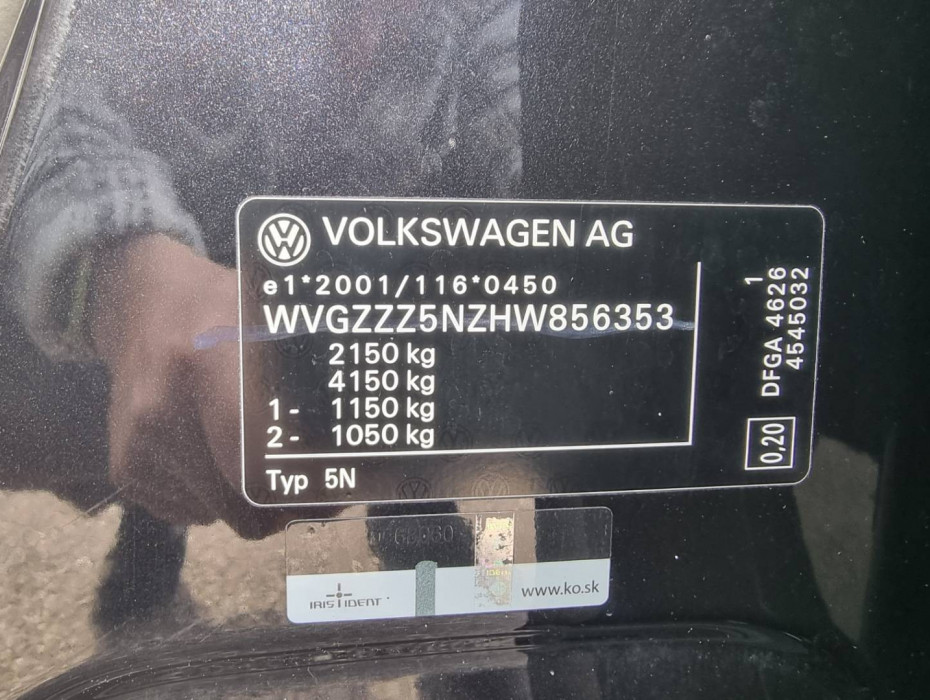 VOLKSWAGEN AG
e1*2001/116*0450
WVGZZZ5NZHW856353
2150 kg
4150 kg
1- 1150 kg
2- 1050 kg
Typ 5N
1
DFGA 4626
4545032
0,20
IRIS IDENT
www.ko.sk